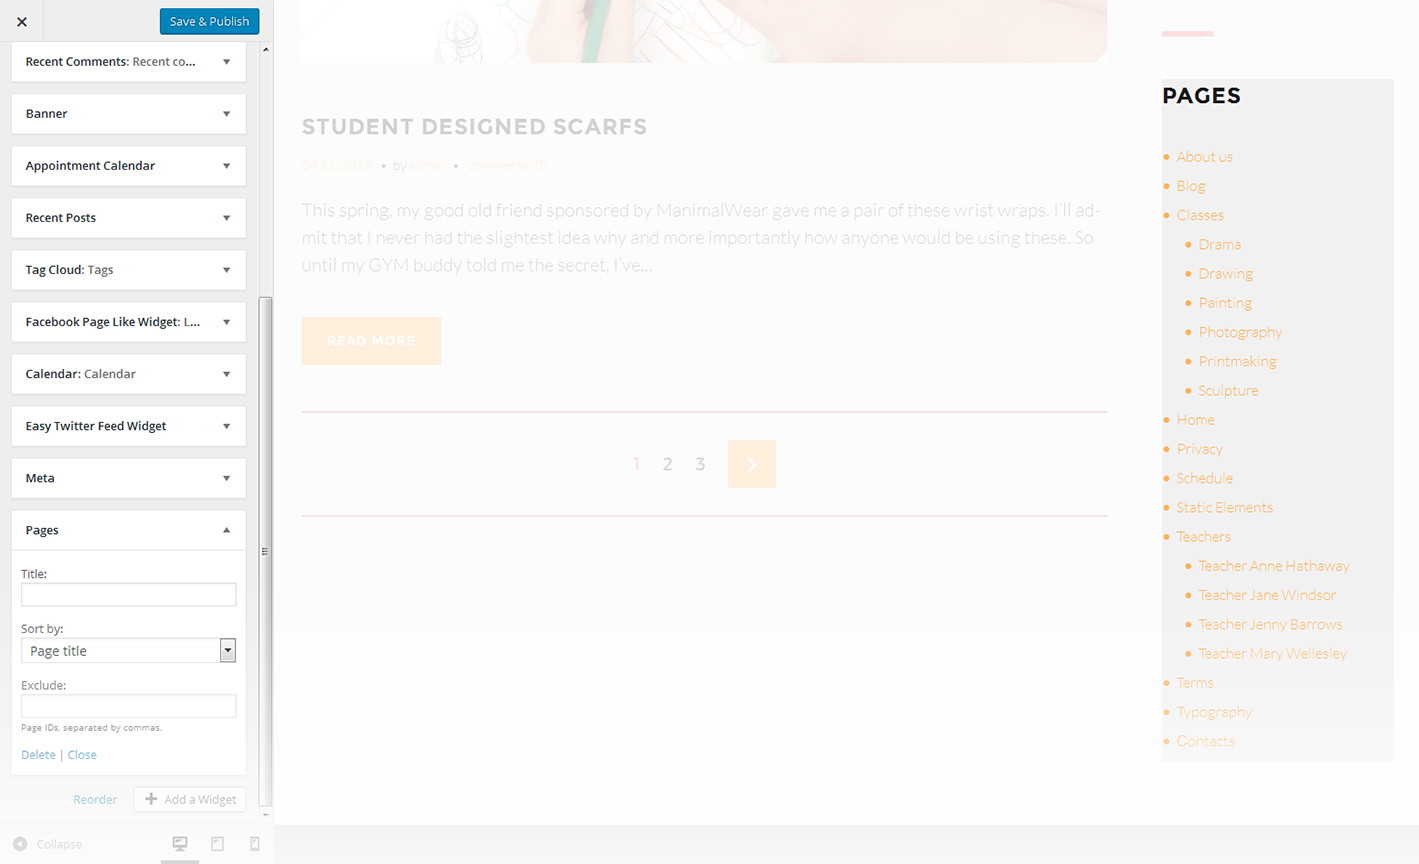 Save & Publish
Recent Comments: Recent co...
Banner
Appointment Calendar
Recent Posts
Tag Cloud: Tags
Facebook Page Like Widget: L...
Calendar: Calendar
Easy Twitter Feed Widget
Meta
Pages
Title:
Sort by:
Page title
Exclude:
Page IDs, separated by commas.
Delete | Close
Reorder
Add a Widget
Collapse
STUDENT DESIGNED SCARFS
04.11.2016 • by admin • comments (0)
This spring, my good old friend sponsored by ManimalWear gave me a pair of these wrist wraps. I'll ad-
mit that I never had the slightest idea why and more importantly how anyone would be using these. So
until my GYM buddy told me the secret, I've...
READ MORE
1 2 3
PAGES
• About us
• Blog
• Classes
• Drama
• Drawing
• Painting
• Photography
• Printmaking
• Sculpture
• Home
• Privacy
• Schedule
• Static Elements
• Teachers
• Teacher Anne Hathaway
• Teacher Jane Windsor
• Teacher Jenny Barrows
• Teacher Mary Wellesley
• Terms
• Typography
• Contacts